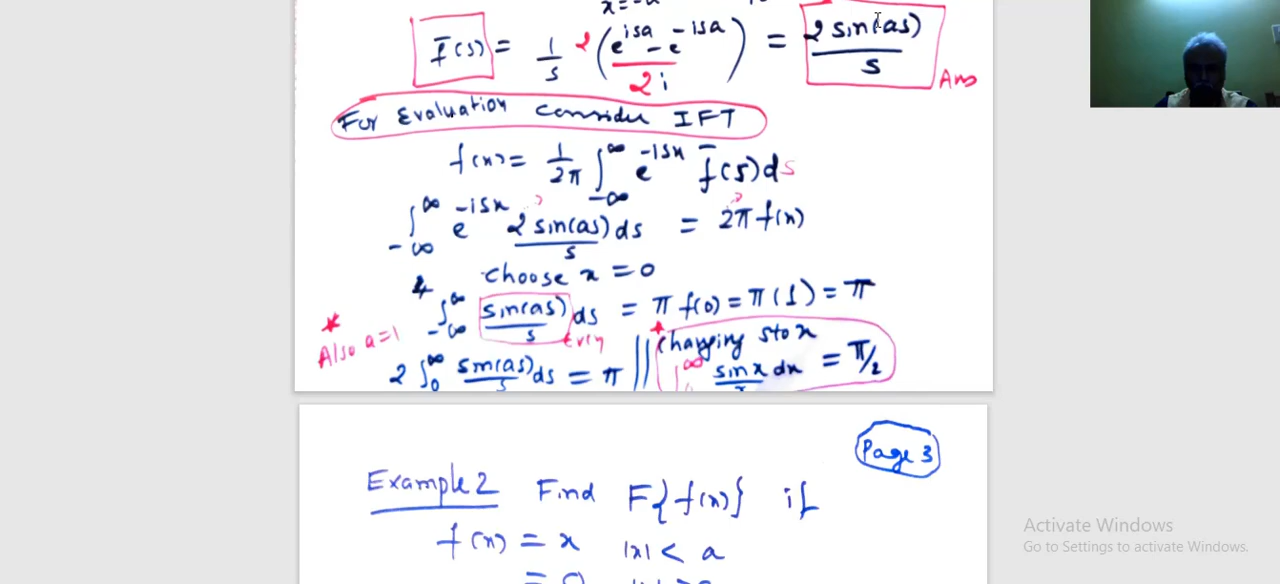 F̄(s) = 1/s 2 ( (e^{isa} - e^{-isa}) / 2i ) = 2 sin(as) / s Ans
For Evaluation consider IFT
f(x) = 1/2π ∫_{-∞}^{∞} e^{-isx} f̄(s) ds
∫_{-∞}^{∞} e^{-isx} 2 sin(as)/s ds = 2π f(x)
choose x = 0
∫_{-∞}^{∞} sin(as)/s ds = π f(0) = π(1) = π
* Also a=1
Even
2 ∫_0^∞ sin(as)/s ds = π
* Changing s to x
∫^∞ sin x/x dx = π/2
Page 3
Example 2 Find F{f(x)} if
f(x) = x |x| < a
= 0
Activate Windows
Go to Settings to activate Windows.